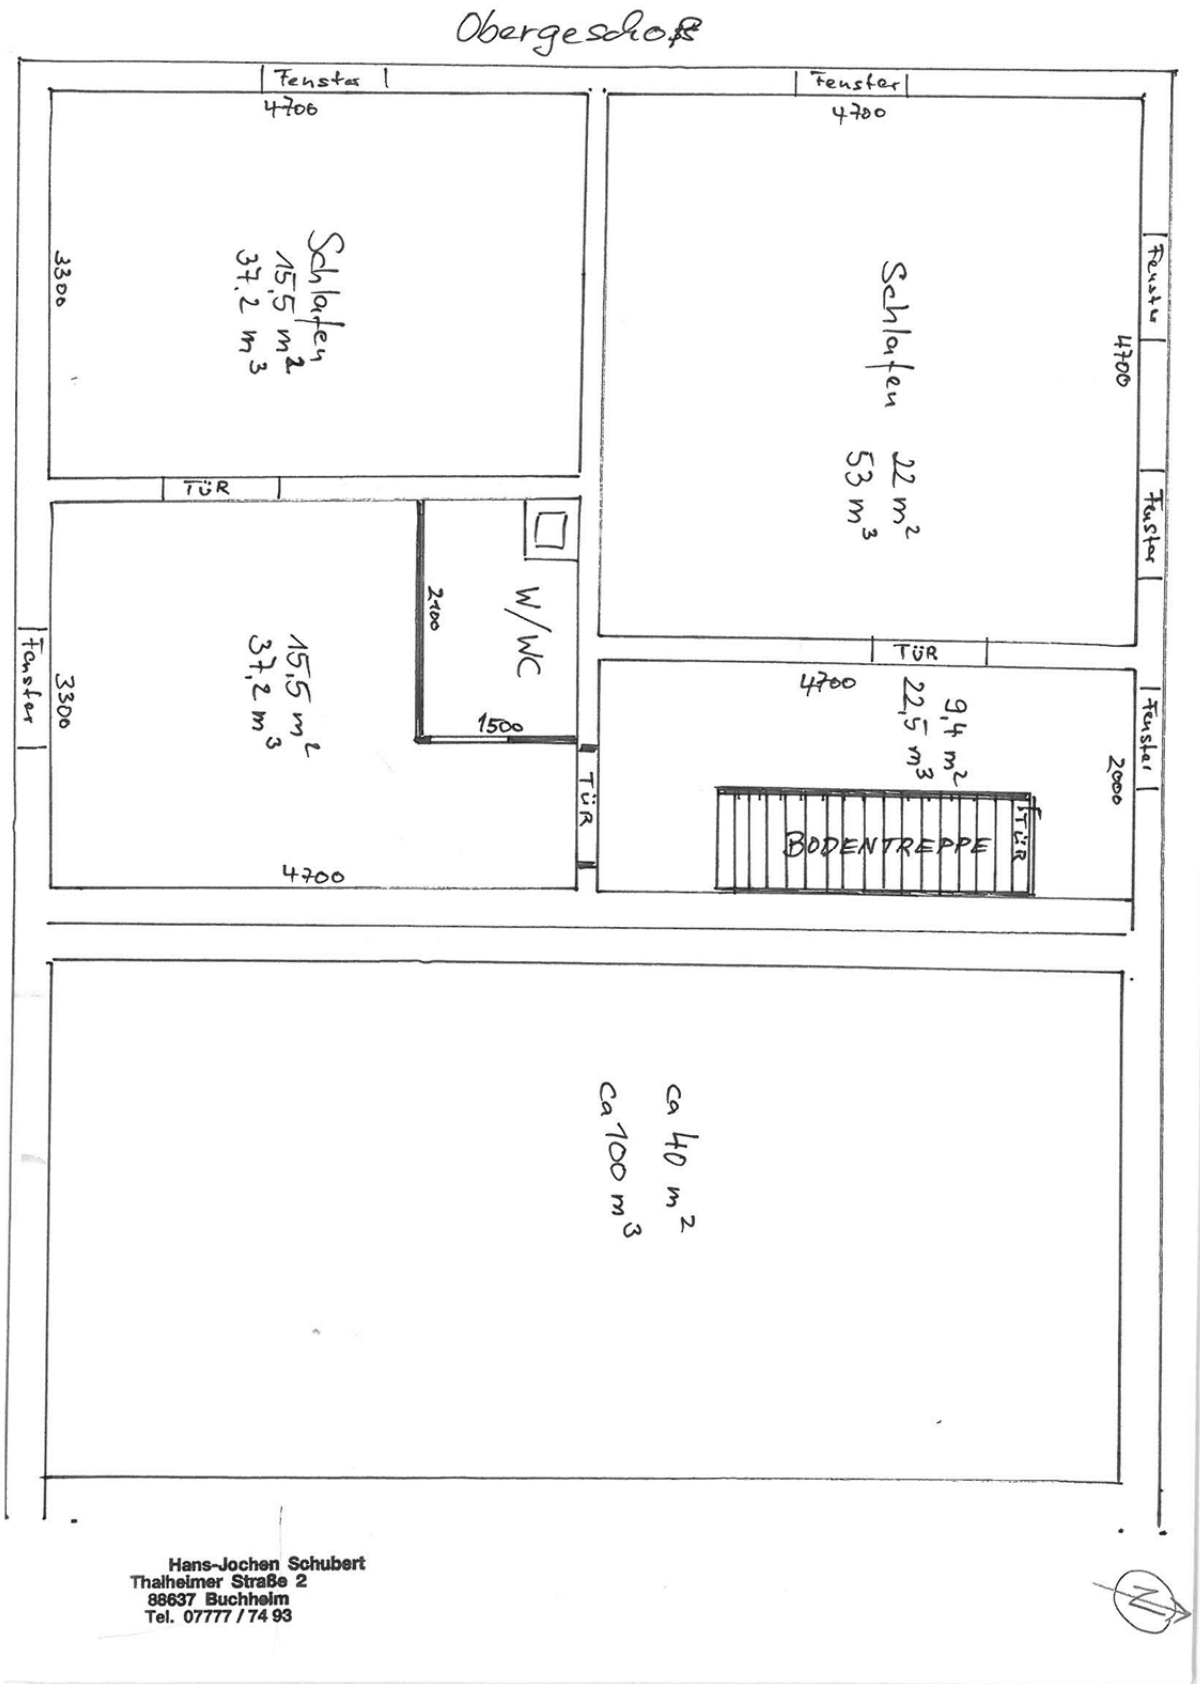 Obergeschoß
Fenster
4700
Fenster
4700
3300
Schlafen
15,5 m²
37,2 m³
Schlafen 22 m²
53 m³
Fenster
4700
Fenster
TÜR
2100
W/WC
1500
15,5 m²
37,2 m³
Fenster
3300
4700
TÜR
TÜR
4700
9,4 m²
22,5 m³
Fenster
2000
BODENTREPPE
TÜR
ca 40 m²
ca 100 m³
Hans-Jochen Schubert
Thalheimer Straße 2
88637 Buchheim
Tel. 07777 / 74 93
N